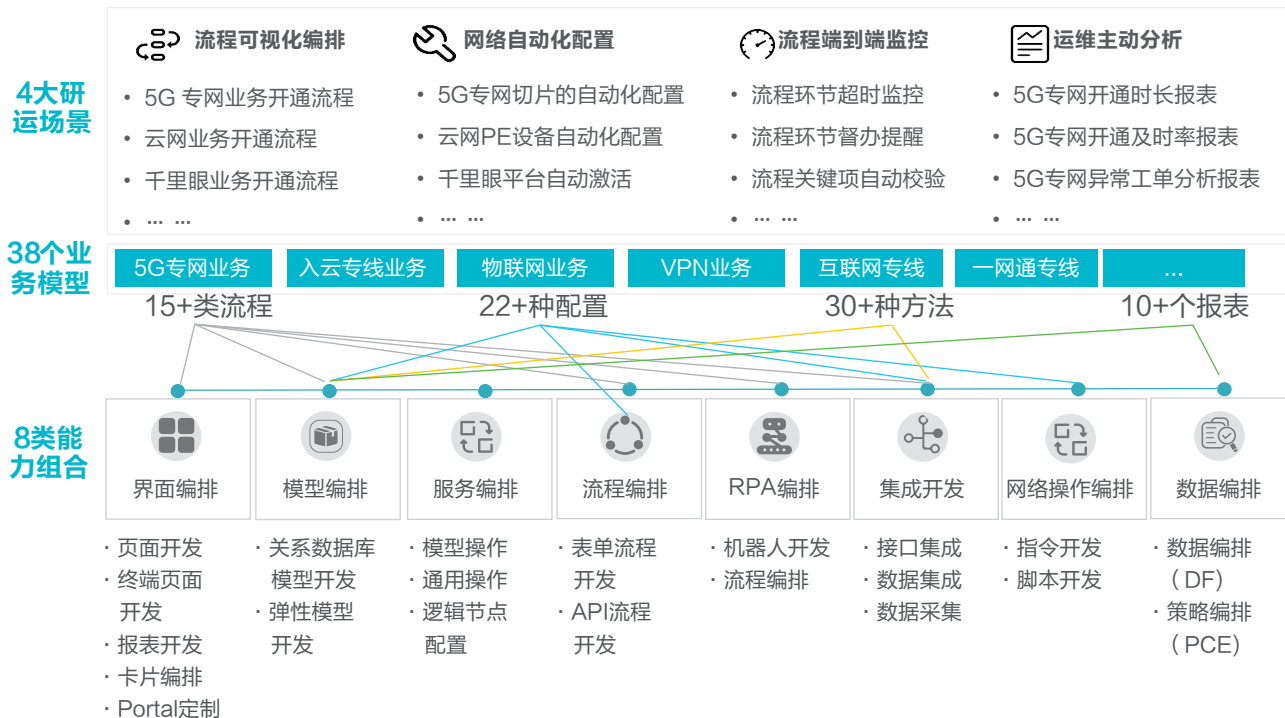 4大研
运场景
流程可视化编排
· 5G 专网业务开通流程
· 云网业务开通流程
· 千里眼业务开通流程
· ... ...
网络自动化配置
· 5G专网切片的自动化配置
· 云网PE设备自动化配置
· 千里眼平台自动激活
· ... ...
流程端到端监控
· 流程环节超时监控
· 流程环节督办提醒
· 流程关键项自动校验
· ... ...
运维主动分析
· 5G专网开通时长报表
· 5G专网开通及时率报表
· 5G专网异常工单分析报表
· ... ...
38个业
务模型
5G专网业务
入云专线业务
物联网业务
VPN业务
互联网专线
一网通专线
...
15+类流程
22+种配置
30+种方法
10+个报表
8类能
力组合
界面编排
模型编排
服务编排
流程编排
RPA编排
集成开发
网络操作编排
数据编排
· 页面开发
· 终端页面
开发
· 报表开发
· 卡片编排
· Portal定制
· 关系数据库
模型开发
· 弹性模型
开发
· 模型操作
· 通用操作
· 逻辑节点
配置
· 表单流程
开发
· API流程
开发
· 机器人开发
· 流程编排
· 接口集成
· 数据集成
· 数据采集
· 指令开发
· 脚本开发
· 数据编排
（DF)
· 策略编排
（PCE)